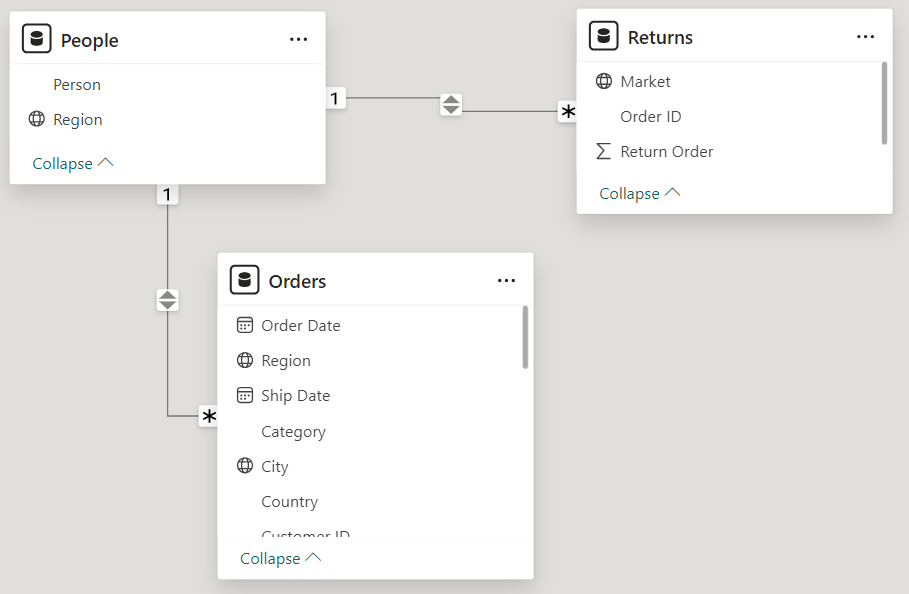 People
Person
Region
Collapse
1
*
Returns
Market
Order ID
Return Order
Collapse
1
*
Orders
Order Date
Region
Ship Date
Category
City
Country
Customer ID
Collapse